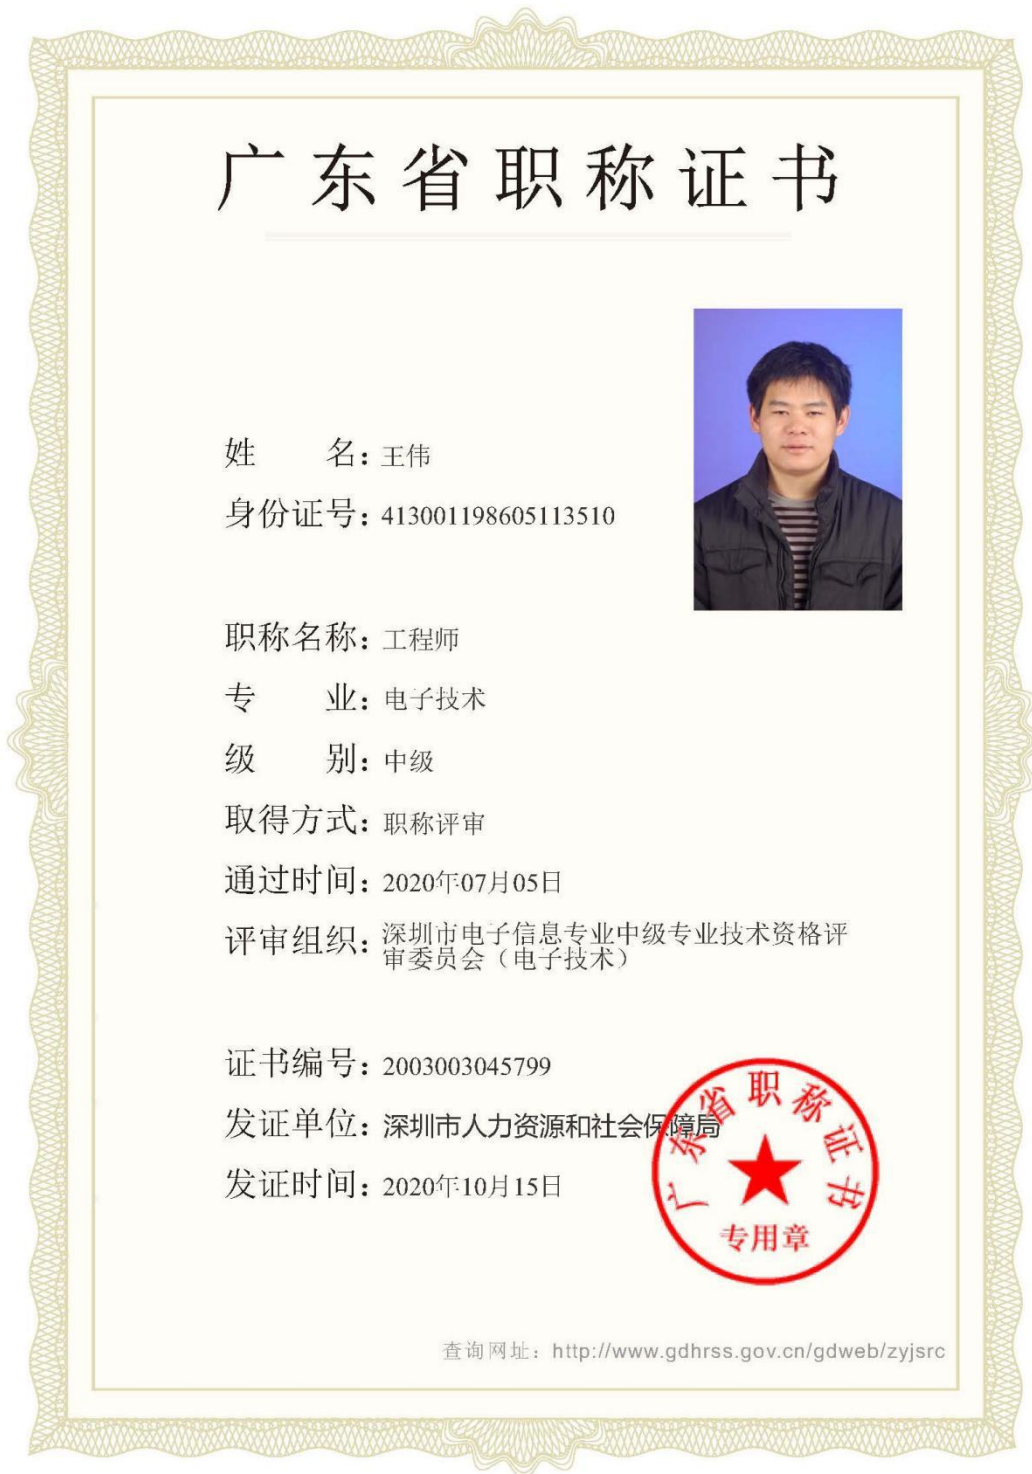 广东省职称证书
姓　　名：王伟
身份证号：413001198605113510
职称名称：工程师
专　　业：电子技术
级　　别：中级
取得方式：职称评审
通过时间：2020年07月05日
评审组织：深圳市电子信息专业中级专业技术资格评
审委员会（电子技术）
证书编号：2003003045799
发证单位：深圳市人力资源和社会保障局
发证时间：2020年10月15日
广东省职称证书
专用章
查询网址：http://www.gdhrss.gov.cn/gdweb/zyjsrc